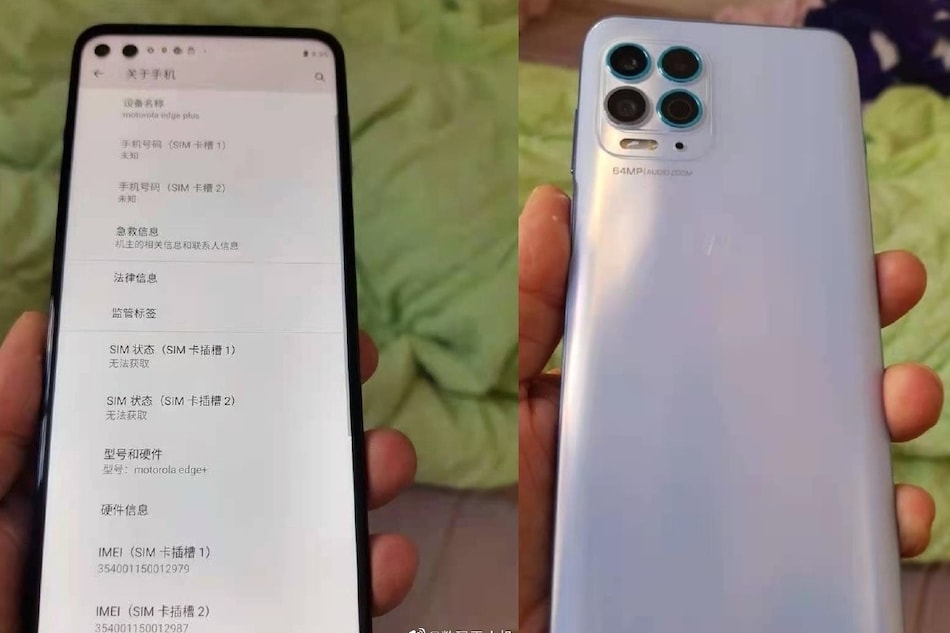 关于手机
设备名称
motorola edge plus
手机号码（SIM 卡槽 1）
未知
手机号码（SIM 卡槽 2）
未知
急救信息
机主的相关信息和联系人信息
法律信息
监管标签
SIM 状态（SIM 卡插槽 1）
无法获取
SIM 状态（SIM 卡插槽 2）
无法获取
型号和硬件
型号：motorola edge+
硬件信息
IMEI（SIM 卡插槽 1）
354001150012979
IMEI（SIM 卡插槽 2）
354001150012987
64MP|AUDIO ZOOM